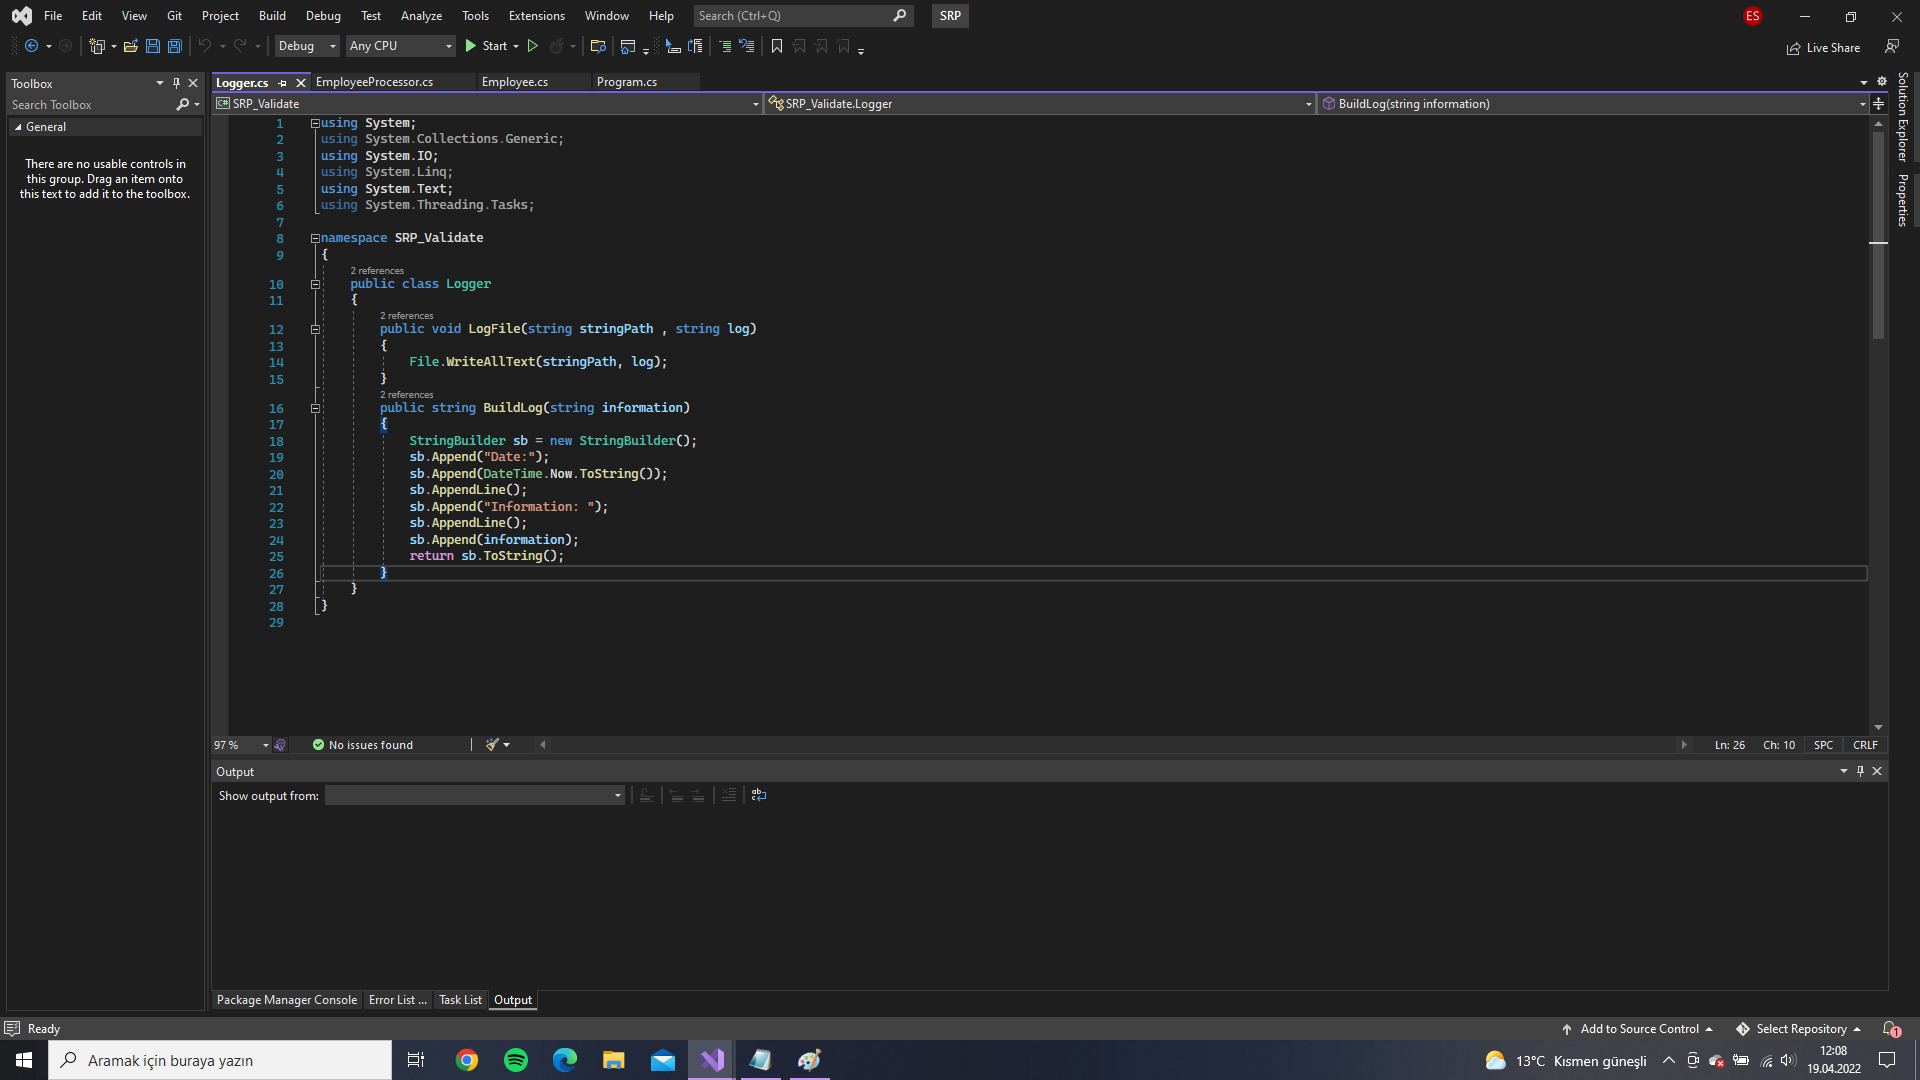 File Edit View Git Project Build Debug Test Analyze Tools Extensions Window Help Search (Ctrl+Q) SRP ES
Debug Any CPU Start Live Share
Toolbox
Search Toolbox
General
There are no usable controls in
this group. Drag an item onto
this text to add it to the toolbox.
Logger.cs EmployeeProcessor.cs Employee.cs Program.cs
C# SRP_Validate SRP_Validate.Logger BuildLog(string information)
1 using System;
2 using System.Collections.Generic;
3 using System.IO;
4 using System.Linq;
5 using System.Text;
6 using System.Threading.Tasks;
7
8 namespace SRP_Validate
9 {
2 references
10 public class Logger
11 {
2 references
12 public void LogFile(string stringPath , string log)
13 {
14 File.WriteAllText(stringPath, log);
15 }
2 references
16 public string BuildLog(string information)
17 {
18 StringBuilder sb = new StringBuilder();
19 sb.Append("Date:");
20 sb.Append(DateTime.Now.ToString());
21 sb.AppendLine();
22 sb.Append("Information: ");
23 sb.AppendLine();
24 sb.Append(information);
25 return sb.ToString();
26 }
27 }
28 }
29
97 % No issues found Ln: 26 Ch: 10 SPC CRLF
Output
Show output from:
Package Manager Console Error List ... Task List Output
Solution Explorer
Properties
Ready Add to Source Control Select Repository 1
Aramak için buraya yazın 13°C Kısmen güneşli 12:08
19.04.2022